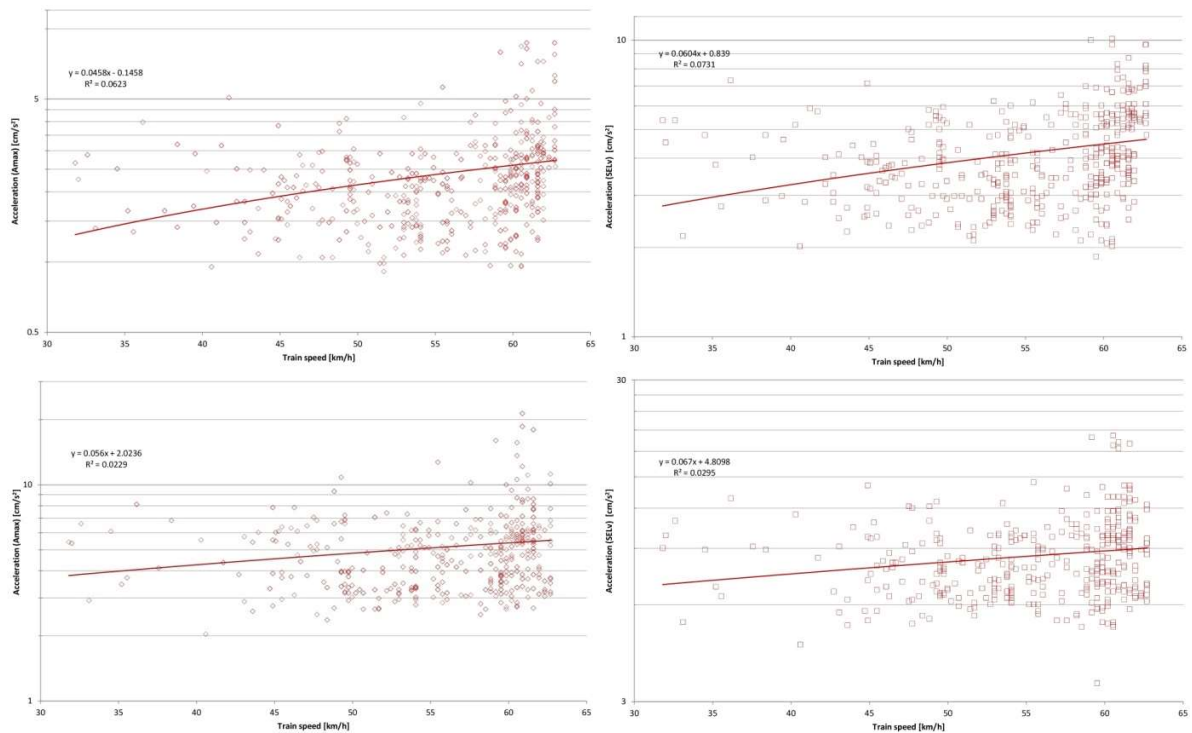 Acceleration (Amax) [cm/s²]
5
0.5
y = 0.0458x - 0.1458
R² = 0.0623
30 35 40 45 50 55 60 65
Train speed [km/h]
Acceleration (SELv) [cm/s²]
10
1
y = 0.0604x + 0.839
R² = 0.0731
30 35 40 45 50 55 60 65
Train speed [km/h]
Acceleration (Amax) [cm/s²]
10
1
y = 0.056x + 2.0236
R² = 0.0229
30 35 40 45 50 55 60 65
Train speed [km/h]
Acceleration (SELv) [cm/s²]
30
3
y = 0.067x + 4.8098
R² = 0.0295
30 35 40 45 50 55 60 65
Train speed [km/h]